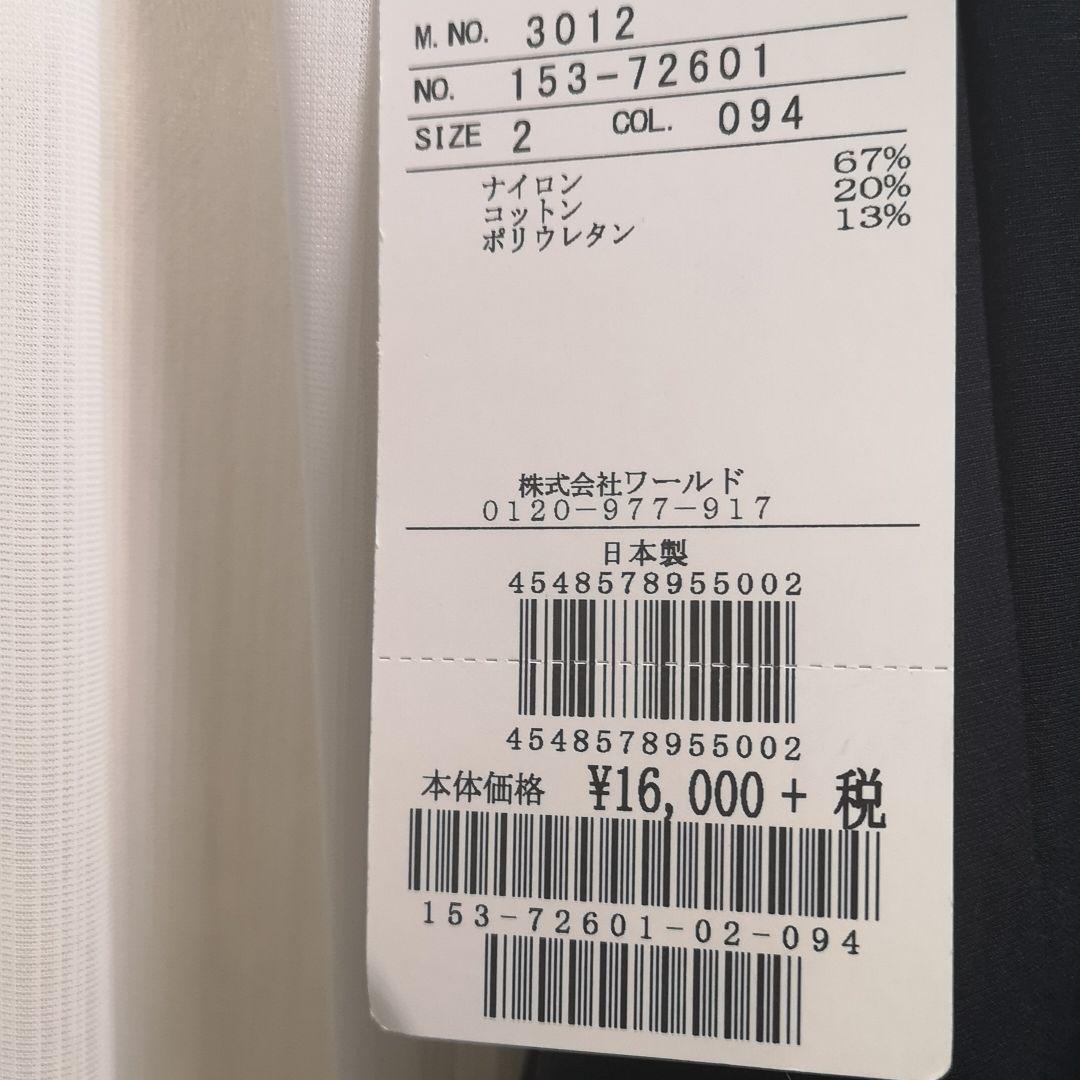 M. NO. 3012
NO. 153-72601
SIZE 2 COL. 094
ナイロン 67%
コットン 20%
ポリウレタン 13%
株式会社ワールド
0120-977-917
日本製
4548578955002
4548578955002
本体価格 ¥16,000 + 税
153-72601-02-094